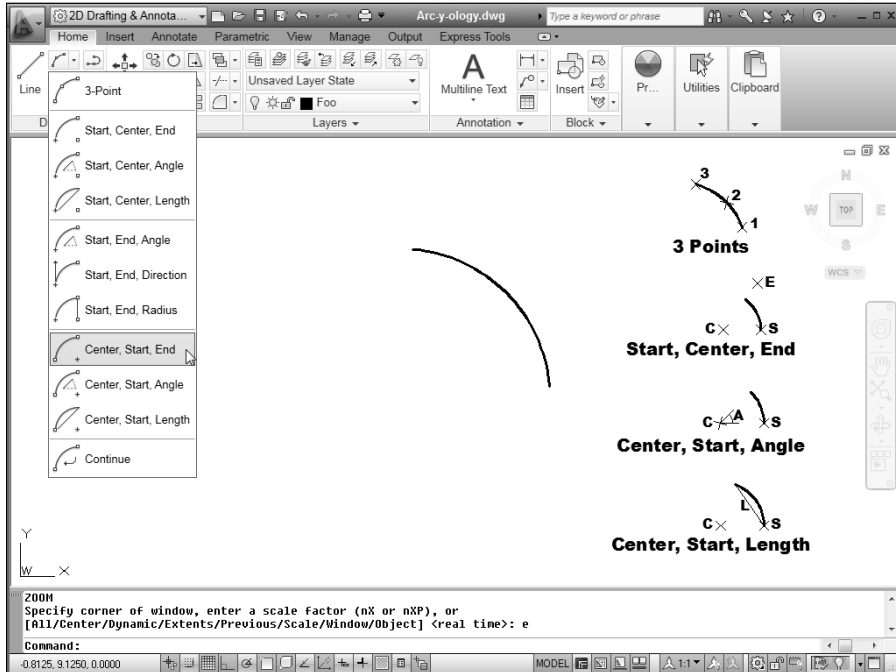 2D Drafting & Annota...
Arc-y-ology.dwg
Type a keyword or phrase
Home Insert Annotate Parametric View Manage Output Express Tools
Line
Unsaved Layer State
Foo
Layers
A
Multiline Text
Annotation
Insert
Block
Pr...
Utilities
Clipboard
D
3-Point
Start, Center, End
Start, Center, Angle
Start, Center, Length
Start, End, Angle
Start, End, Direction
Start, End, Radius
Center, Start, End
Center, Start, Angle
Center, Start, Length
Continue
3
2
1
3 Points
E
C S
Start, Center, End
C A S
Center, Start, Angle
L
C S
Center, Start, Length
N
W TOP E
S
WCS
Y
W X
ZOOM
Specify corner of window, enter a scale factor (nX or nXP), or
[All/Center/Dynamic/Extents/Previous/Scale/Window/Object] <real time>: e
Command:
-0.8125, 9.1250, 0.0000
MODEL
1:1